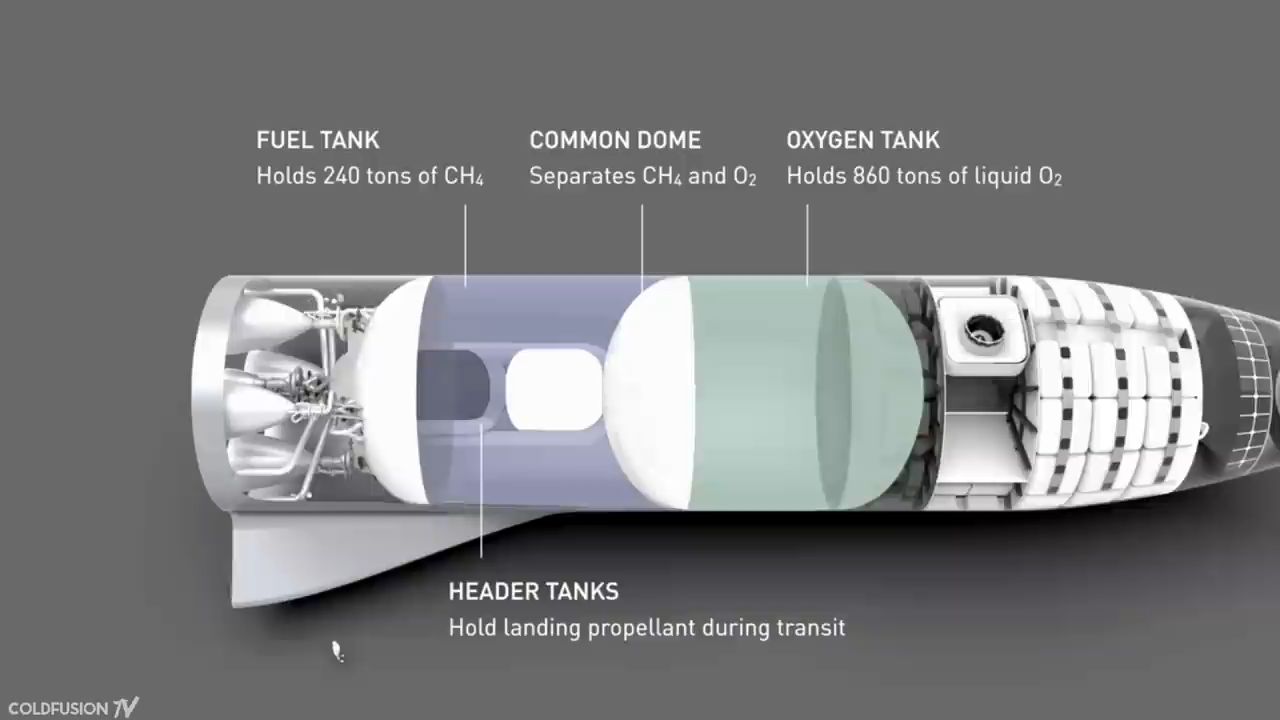 FUEL TANK
Holds 240 tons of CH₄
COMMON DOME
Separates CH₄ and O₂
OXYGEN TANK
Holds 860 tons of liquid O₂
HEADER TANKS
Hold landing propellant during transit
COLDFUSION TV